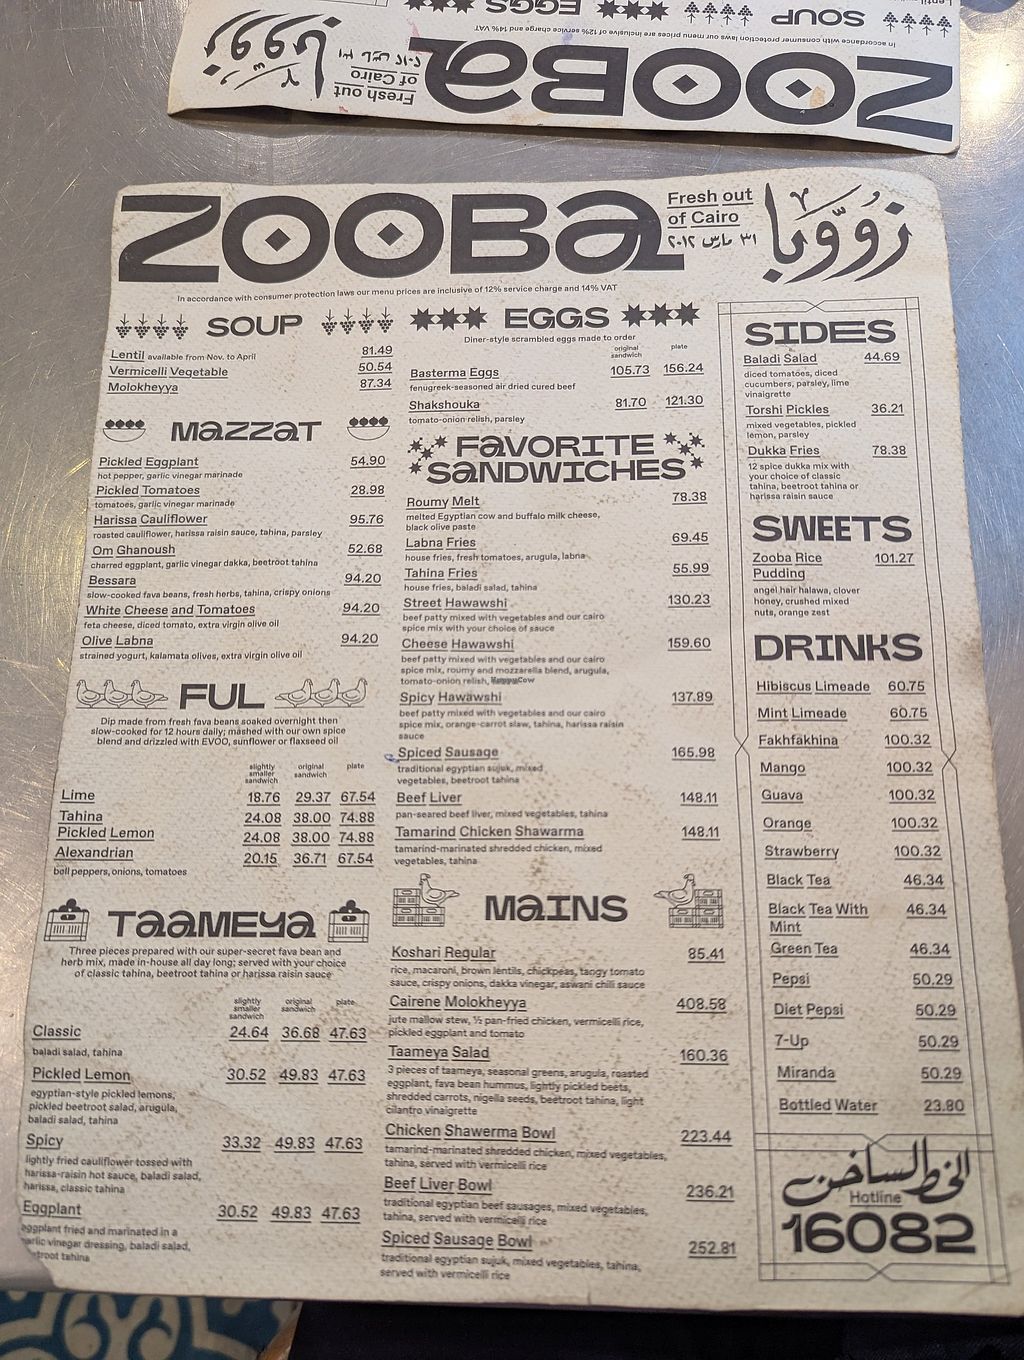 ZOOBa
Fresh out
of Cairo
٣١ مارس ٢٠١٢
زووبا
In accordance with consumer protection laws our menu prices are inclusive of 12% service charge and 14% VAT
SOUP
EGGS
ZOOBa
Fresh out
of Cairo
٣١ مارس ٢٠١٢
زُوّوبَا
In accordance with consumer protection laws our menu prices are inclusive of 12% service charge and 14% VAT
SOUP
Lentil available from Nov. to April 81.49
Vermicelli Vegetable 50.54
Molokheyya 87.34
MaZZaT
Pickled Eggplant 54.90
hot pepper, garlic vinegar marinade
Pickled Tomatoes 28.98
tomatoes, garlic vinegar marinade
Harissa Cauliflower 95.76
roasted cauliflower, harissa raisin sauce, tahina, parsley
Om Ghanoush 52.68
charred eggplant, garlic vinegar dakka, beetroot tahina
Bessara 94.20
slow-cooked fava beans, fresh herbs, tahina, crispy onions
White Cheese and Tomatoes 94.20
feta cheese, diced tomato, extra virgin olive oil
Olive Labna 94.20
strained yogurt, kalamata olives, extra virgin olive oil
FUL
Dip made from fresh fava beans soaked overnight then
slow-cooked for 12 hours daily; mashed with our own spice
blend and drizzled with EVOO, sunflower or flaxseed oil
slightly smaller sandwich original sandwich plate
Lime 18.76 29.37 67.54
Tahina 24.08 38.00 74.88
Pickled Lemon 24.08 38.00 74.88
Alexandrian 20.15 36.71 67.54
bell peppers, onions, tomatoes
TaaMEYa
Three pieces prepared with our super-secret fava bean and
herb mix, made in-house all day long; served with your choice
of classic tahina, beetroot tahina or harissa raisin sauce
slightly smaller sandwich original sandwich plate
Classic 24.64 36.68 47.63
baladi salad, tahina
Pickled Lemon 30.52 49.83 47.63
egyptian-style pickled lemons,
pickled beetroot salad, arugula,
baladi salad, tahina
Spicy 33.32 49.83 47.63
lightly fried cauliflower tossed with
harissa-raisin hot sauce, baladi salad,
harissa, classic tahina
Eggplant 30.52 49.83 47.63
eggplant fried and marinated in a
garlic vinegar dressing, baladi salad,
tahina
EGGS
Diner-style scrambled eggs made to order
original sandwich plate
Basterma Eggs 105.73 156.24
fenugreek-seasoned air dried cured beef
Shakshouka 81.70 121.30
tomato-onion relish, parsley
FaVORITE
SaNDWICHES
Roumy Melt 78.38
melted Egyptian cow and buffalo milk cheese,
black olive paste
Labna Fries 69.45
house fries, fresh tomatoes, arugula, labna
Tahina Fries 55.99
house fries, baladi salad, tahina
Street Hawawshi 130.23
beef patty mixed with vegetables and our cairo
spice mix with your choice of sauce
Cheese Hawawshi 159.60
beef patty mixed with vegetables and our cairo
spice mix, roumy and mozzarella blend, arugula,
tomato-onion relish,
HappyCow
Spicy Hawawshi 137.89
beef patty mixed with vegetables and our cairo
spice mix, orange-carrot slaw, tahina, harissa raisin
sauce
Spiced Sausage 165.98
traditional egyptian sujuk, mixed
vegetables, beetroot tahina
Beef Liver 148.11
pan-seared beef liver, mixed vegetables, tahina
Tamarind Chicken Shawarma 148.11
tamarind-marinated shredded chicken, mixed
vegetables, tahina
MaINS
Koshari Regular 85.41
rice, macaroni, brown lentils, chickpeas, tangy tomato
sauce, crispy onions, dakka vinegar, aswani chili sauce
Cairene Molokheyya 408.58
jute mallow stew, ½ pan-fried chicken, vermicelli rice,
pickled eggplant and tomato
Taameya Salad 160.36
3 pieces of taameya, seasonal greens, arugula, roasted
eggplant, fava bean hummus, lightly pickled beets,
shredded carrots, nigella seeds, beetroot tahina, light
cilantro vinaigrette
Chicken Shawerma Bowl 223.44
tamarind-marinated shredded chicken, mixed vegetables,
tahina, served with vermicelli rice
Beef Liver Bowl 236.21
traditional egyptian beef sausages, mixed vegetables,
tahina, served with vermicelli rice
Spiced Sausage Bowl 252.81
traditional egyptian sujuk, mixed vegetables, tahina,
served with vermicelli rice
SIDES
Baladi Salad 44.69
diced tomatoes, diced
cucumbers, parsley, lime
vinaigrette
Torshi Pickles 36.21
mixed vegetables, pickled
lemon, parsley
Dukka Fries 78.38
12 spice dukka mix with
your choice of classic
tahina, beetroot tahina or
harissa raisin sauce
SWEETS
Zooba Rice 101.27
Pudding
angel hair halawa, clover
honey, crushed mixed
nuts, orange zest
DRINKS
Hibiscus Limeade 60.75
Mint Limeade 60.75
Fakhfakhina 100.32
Mango 100.32
Guava 100.32
Orange 100.32
Strawberry 100.32
Black Tea 46.34
Black Tea With 46.34
Mint
Green Tea 46.34
Pepsi 50.29
Diet Pepsi 50.29
7-Up 50.29
Miranda 50.29
Bottled Water 23.80
الخط الساخن
Hotline
16082